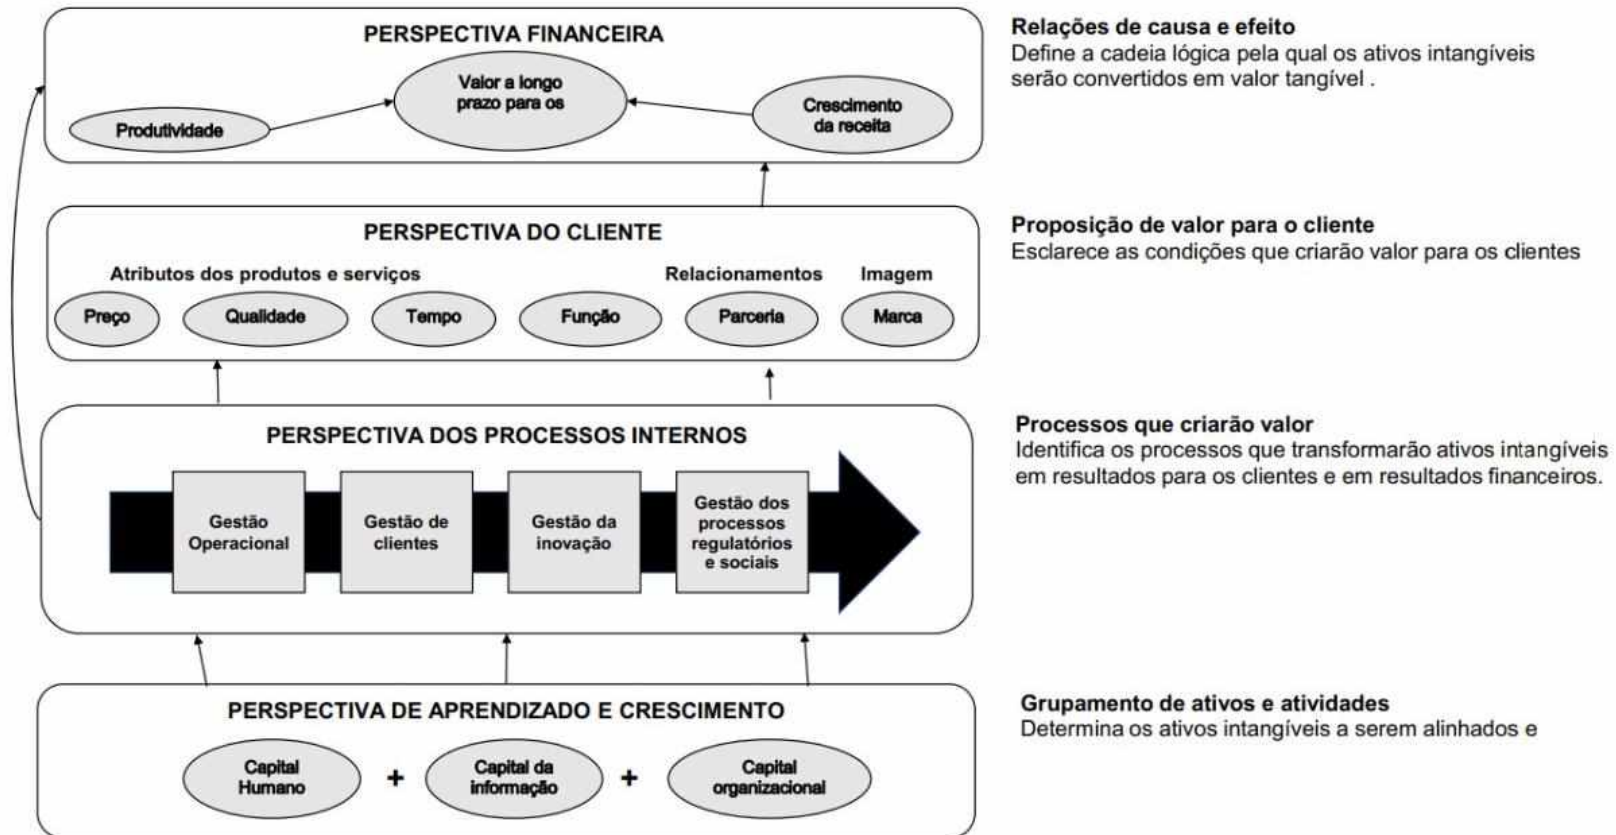 PERSPECTIVA FINANCEIRA
Valor a longo
prazo para os
Produtividade
Crescimento
da receita
Relações de causa e efeito
Define a cadeia lógica pela qual os ativos intangíveis
serão convertidos em valor tangível .
PERSPECTIVA DO CLIENTE
Atributos dos produtos e serviços
Relacionamentos
Imagem
Preço
Qualidade
Tempo
Função
Parceria
Marca
Proposição de valor para o cliente
Esclarece as condições que criarão valor para os clientes
PERSPECTIVA DOS PROCESSOS INTERNOS
Gestão
Operacional
Gestão de
clientes
Gestão da
inovação
Gestão dos
processos
regulatórios
e sociais
Processos que criarão valor
Identifica os processos que transformarão ativos intangíveis
em resultados para os clientes e em resultados financeiros.
PERSPECTIVA DE APRENDIZADO E CRESCIMENTO
Capital
Humano
+
Capital da
informação
+
Capital
organizacional
Grupamento de ativos e atividades
Determina os ativos intangíveis a serem alinhados e